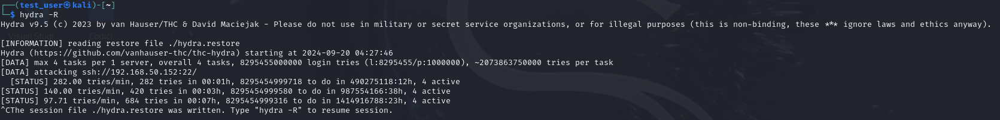 ┌──(test_user㉿kali)-[~]
└─$ hydra -R
Hydra v9.5 (c) 2023 by van Hauser/THC & David Maciejak - Please do not use in military or secret service organizations, or for illegal purposes (this is non-binding, these *** ignore laws and ethics anyway).
Visual Studi... Codici
[INFORMATION] reading restore file ./hydra.restore
Hydra (https://github.com/vanhauser-thc/thc-hydra) starting at 2024-09-20 04:27:46
[DATA] max 4 tasks per 1 server, overall 4 tasks, 8295455000000 login tries (l:8295455/p:1000000), ~2073863750000 tries per task
[DATA] attacking ssh://192.168.50.152:22/
[STATUS] 282.00 tries/min, 282 tries in 00:01h, 8295454999718 to do in 490275118:12h, 4 active
[STATUS] 140.00 tries/min, 420 tries in 00:03h, 8295454999580 to do in 987554166:38h, 4 active
[STATUS] 97.71 tries/min, 684 tries in 00:07h, 8295454999316 to do in 1414916788:23h, 4 active
^CThe session file ./hydra.restore was written. Type "hydra -R" to resume session.